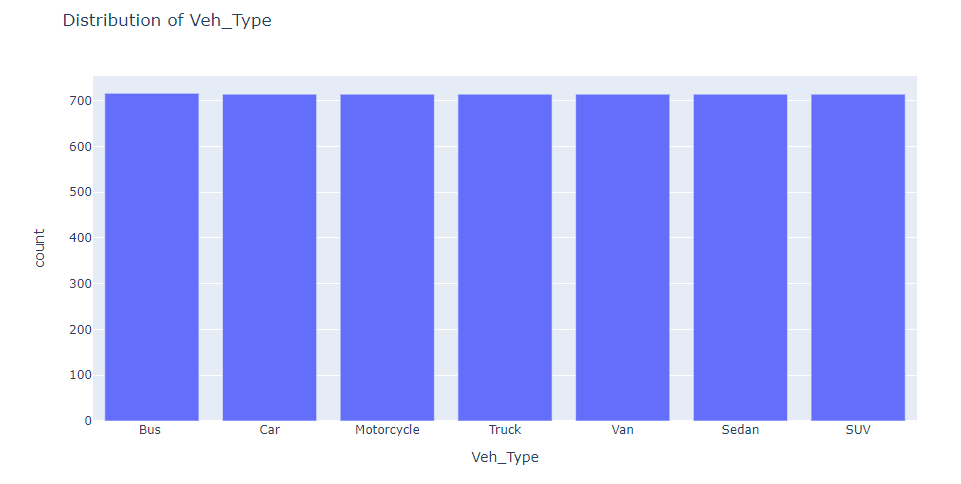 Distribution of Veh_Type
count
700
600
500
400
300
200
100
0
Bus Car Motorcycle Truck Van Sedan SUV
Veh_Type